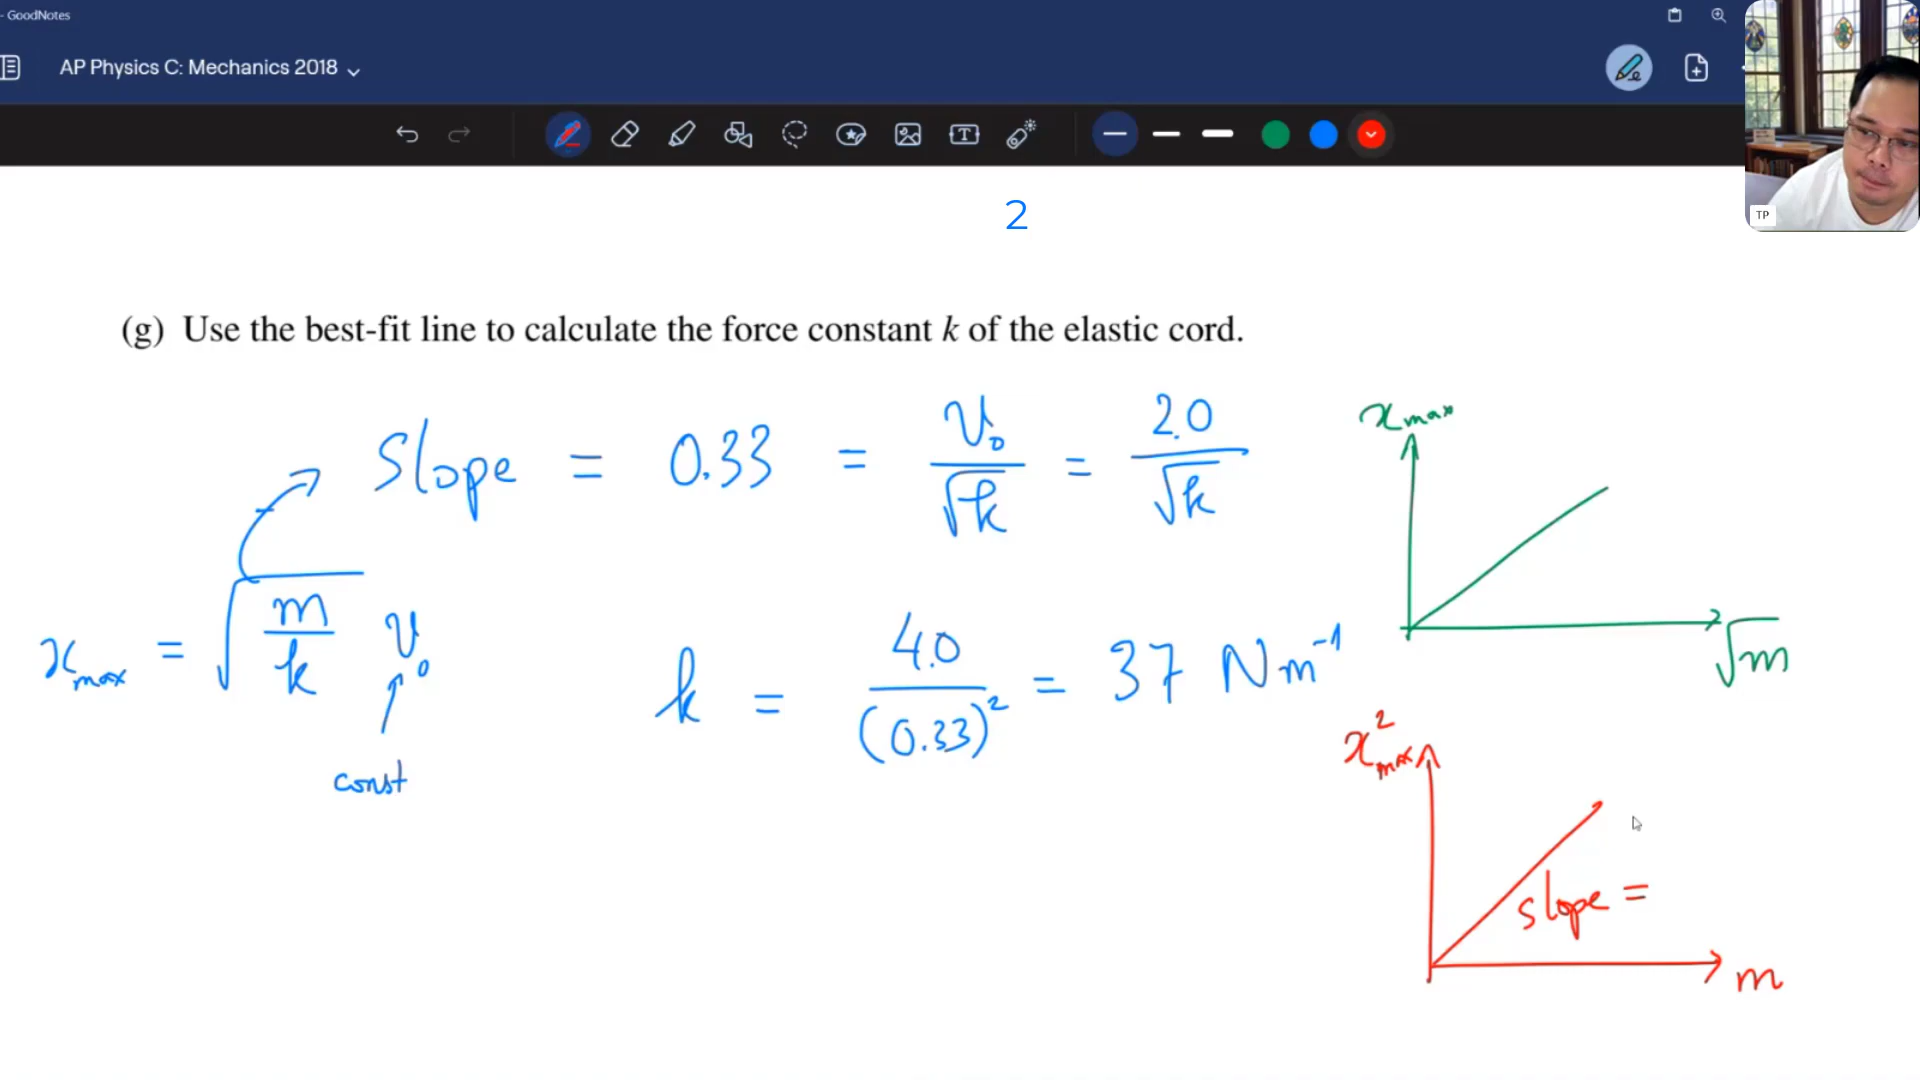 - GoodNotes
AP Physics C: Mechanics 2018
TP
2
(g) Use the best-fit line to calculate the force constant k of the elastic cord.
Slope = 0.33 = v₀/√k = 2.0/√k
x_max = √(m/k) v₀
const
k = 4.0/(0.33)² = 37 Nm⁻¹
x_max
√m
x²_max
slope =
m